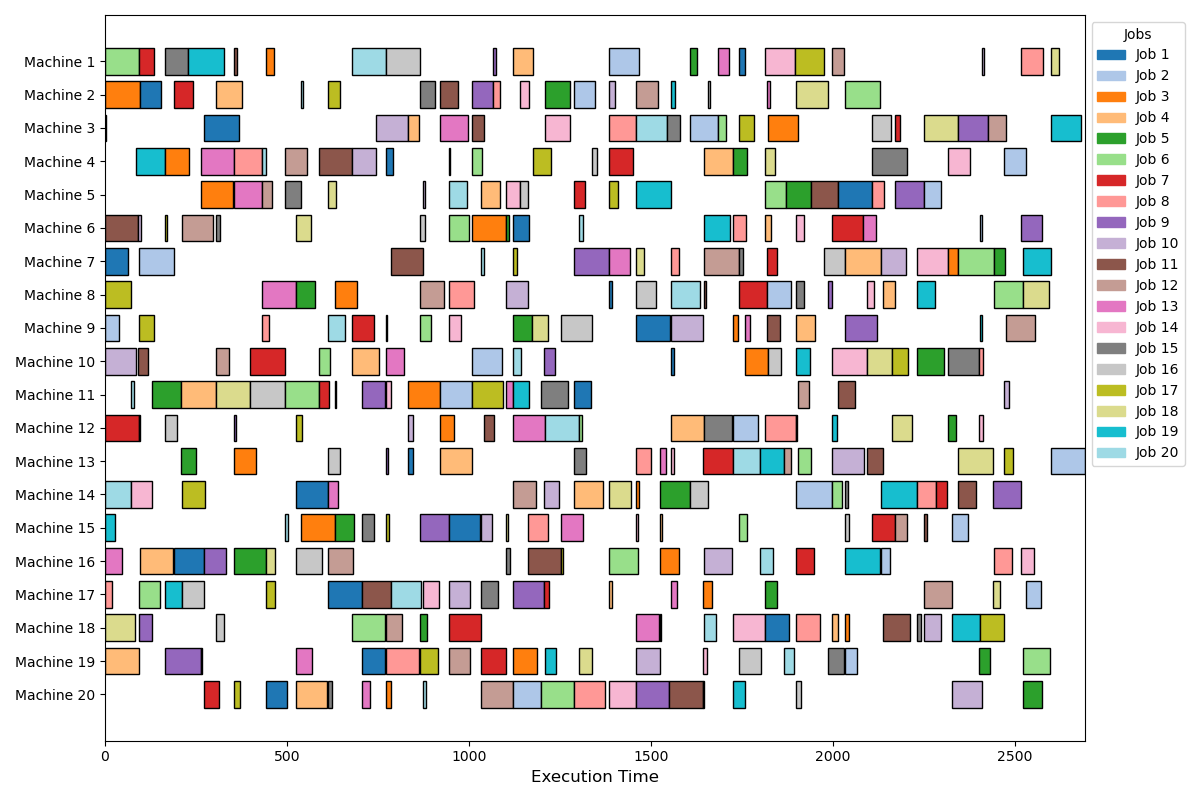 Machine 1
Machine 2
Machine 3
Machine 4
Machine 5
Machine 6
Machine 7
Machine 8
Machine 9
Machine 10
Machine 11
Machine 12
Machine 13
Machine 14
Machine 15
Machine 16
Machine 17
Machine 18
Machine 19
Machine 20
0 500 1000 1500 2000 2500
Execution Time
Jobs
Job 1
Job 2
Job 3
Job 4
Job 5
Job 6
Job 7
Job 8
Job 9
Job 10
Job 11
Job 12
Job 13
Job 14
Job 15
Job 16
Job 17
Job 18
Job 19
Job 20